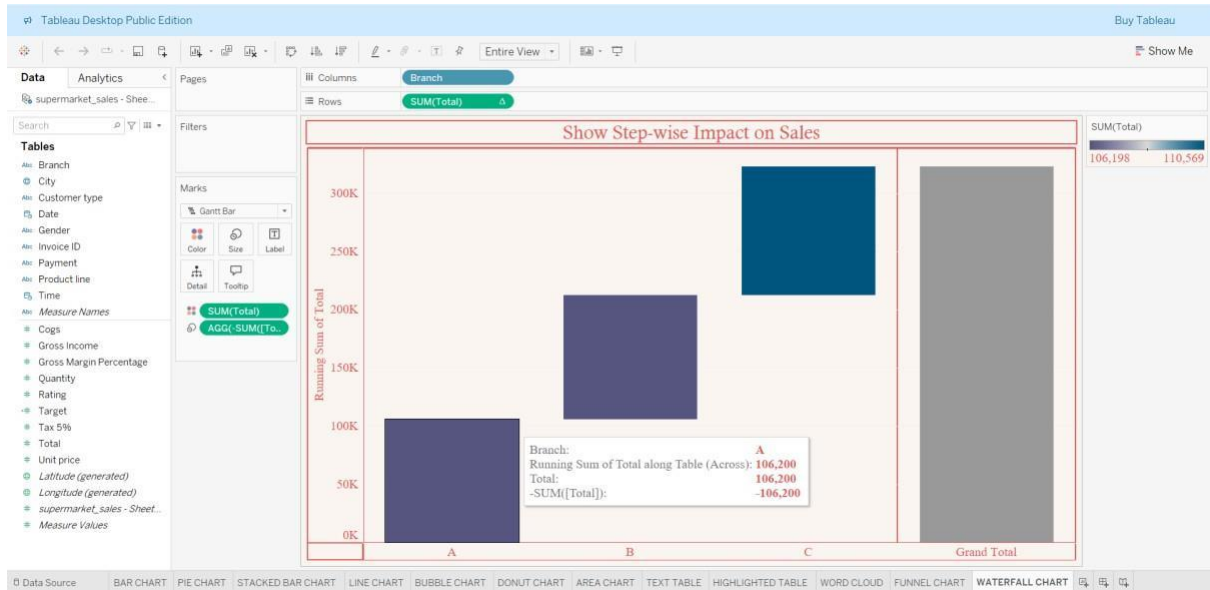 Tableau Desktop Public Edition
Buy Tableau
Entire View
Show Me
Data
Analytics
Pages
Columns
Branch
supermarket_sales - Shee...
Rows
SUM(Total)
Search
Filters
Show Step-wise Impact on Sales
SUM(Total)
106,198
110,569
Tables
Abc Branch
City
Abc Customer type
Date
Abc Gender
Abc Invoice ID
Abc Payment
Abc Product line
Time
Abc Measure Names
Cogs
Gross Income
Gross Margin Percentage
Quantity
Rating
Target
Tax 5%
Total
Unit price
Latitude (generated)
Longitude (generated)
supermarket_sales - Sheet...
Measure Values
Marks
Gantt Bar
Color
Size
Label
Detail
Tooltip
SUM(Total)
AGG(-SUM([To..
Running Sum of Total
300K
250K
200K
150K
100K
50K
0K
Branch: A
Running Sum of Total along Table (Across): 106,200
Total: 106,200
-SUM([Total]): -106,200
A
B
C
Grand Total
Data Source
BAR CHART
PIE CHART
STACKED BAR CHART
LINE CHART
BUBBLE CHART
DONUT CHART
AREA CHART
TEXT TABLE
HIGHLIGHTED TABLE
WORD CLOUD
FUNNEL CHART
WATERFALL CHART